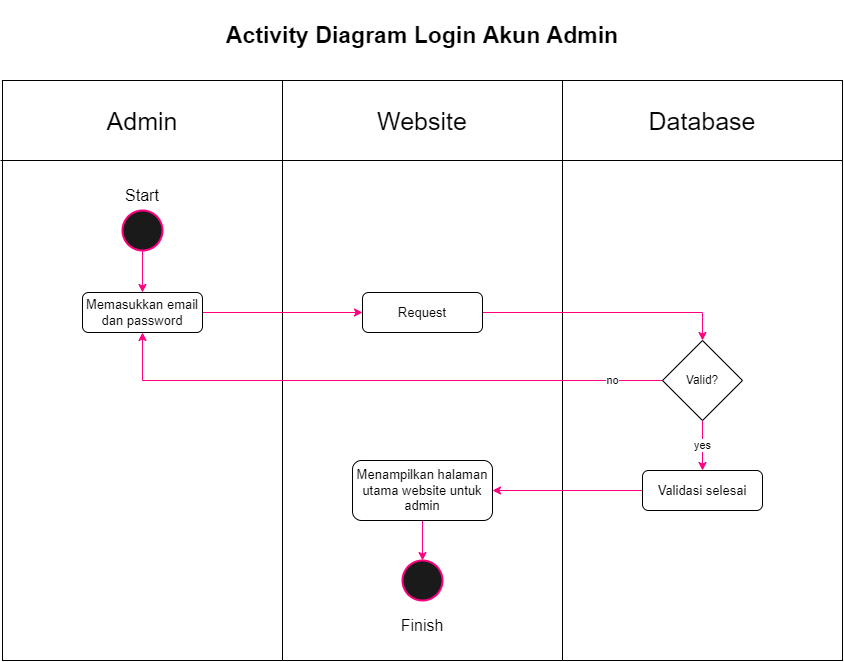 Activity Diagram Login Akun Admin
Admin
Website
Database
Start
Memasukkan email
dan password
Request
Valid?
no
yes
Menampilkan halaman
utama website untuk
admin
Validasi selesai
Finish